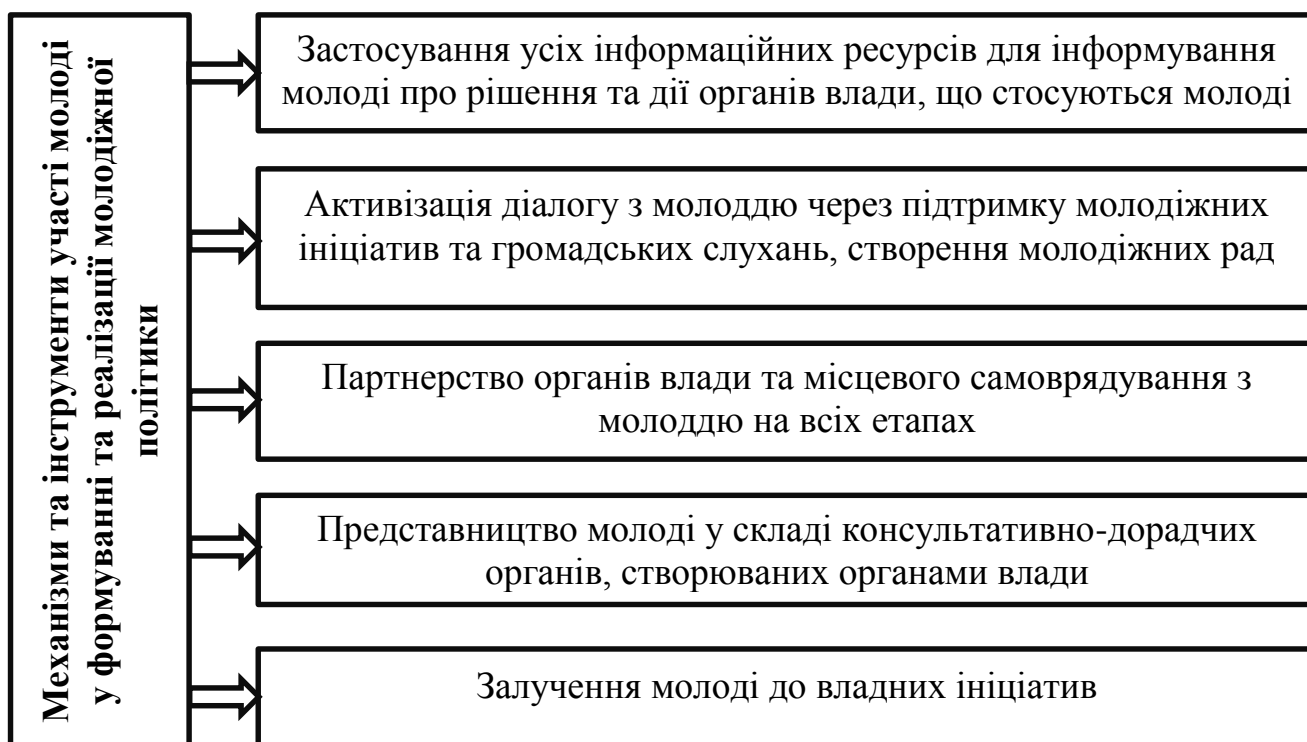 Механізми та інструменти участі молоді
у формуванні та реалізації молодіжної
політики
Застосування усіх інформаційних ресурсів для інформування
молоді про рішення та дії органів влади, що стосуються молоді
Активізація діалогу з молоддю через підтримку молодіжних
ініціатив та громадських слухань, створення молодіжних рад
Партнерство органів влади та місцевого самоврядування з
молоддю на всіх етапах
Представництво молоді у складі консультативно-дорадчих
органів, створюваних органами влади
Залучення молоді до владних ініціатив